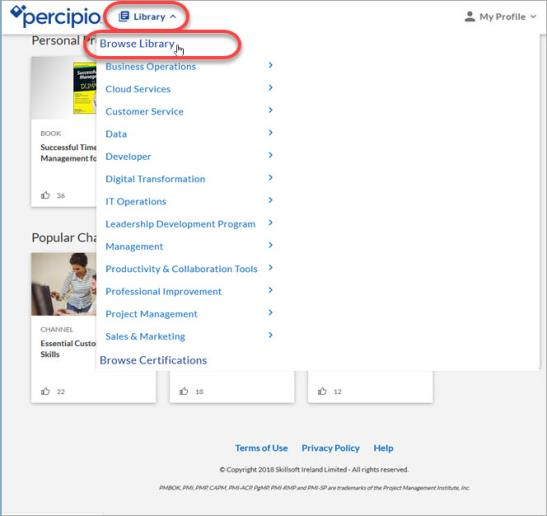 percipio
Library
My Profile
Personal Pr
Browse Library
Business Operations
Cloud Services
Customer Service
Data
Developer
Digital Transformation
IT Operations
Leadership Development Program
Management
Productivity & Collaboration Tools
Professional Improvement
Project Management
Sales & Marketing
Browse Certifications
BOOK
Successful Time
Management fo
36
Popular Cha
CHANNEL
Essential Custo
Skills
22
18
12
Terms of Use Privacy Policy Help
© Copyright 2018 Skillsoft Ireland Limited - All rights reserved.
PMBOK, PMI, PMP, CAPM, PMI-ACP, PgMP, PMI-RMP and PMI-SP are trademarks of the Project Management Institute, Inc.